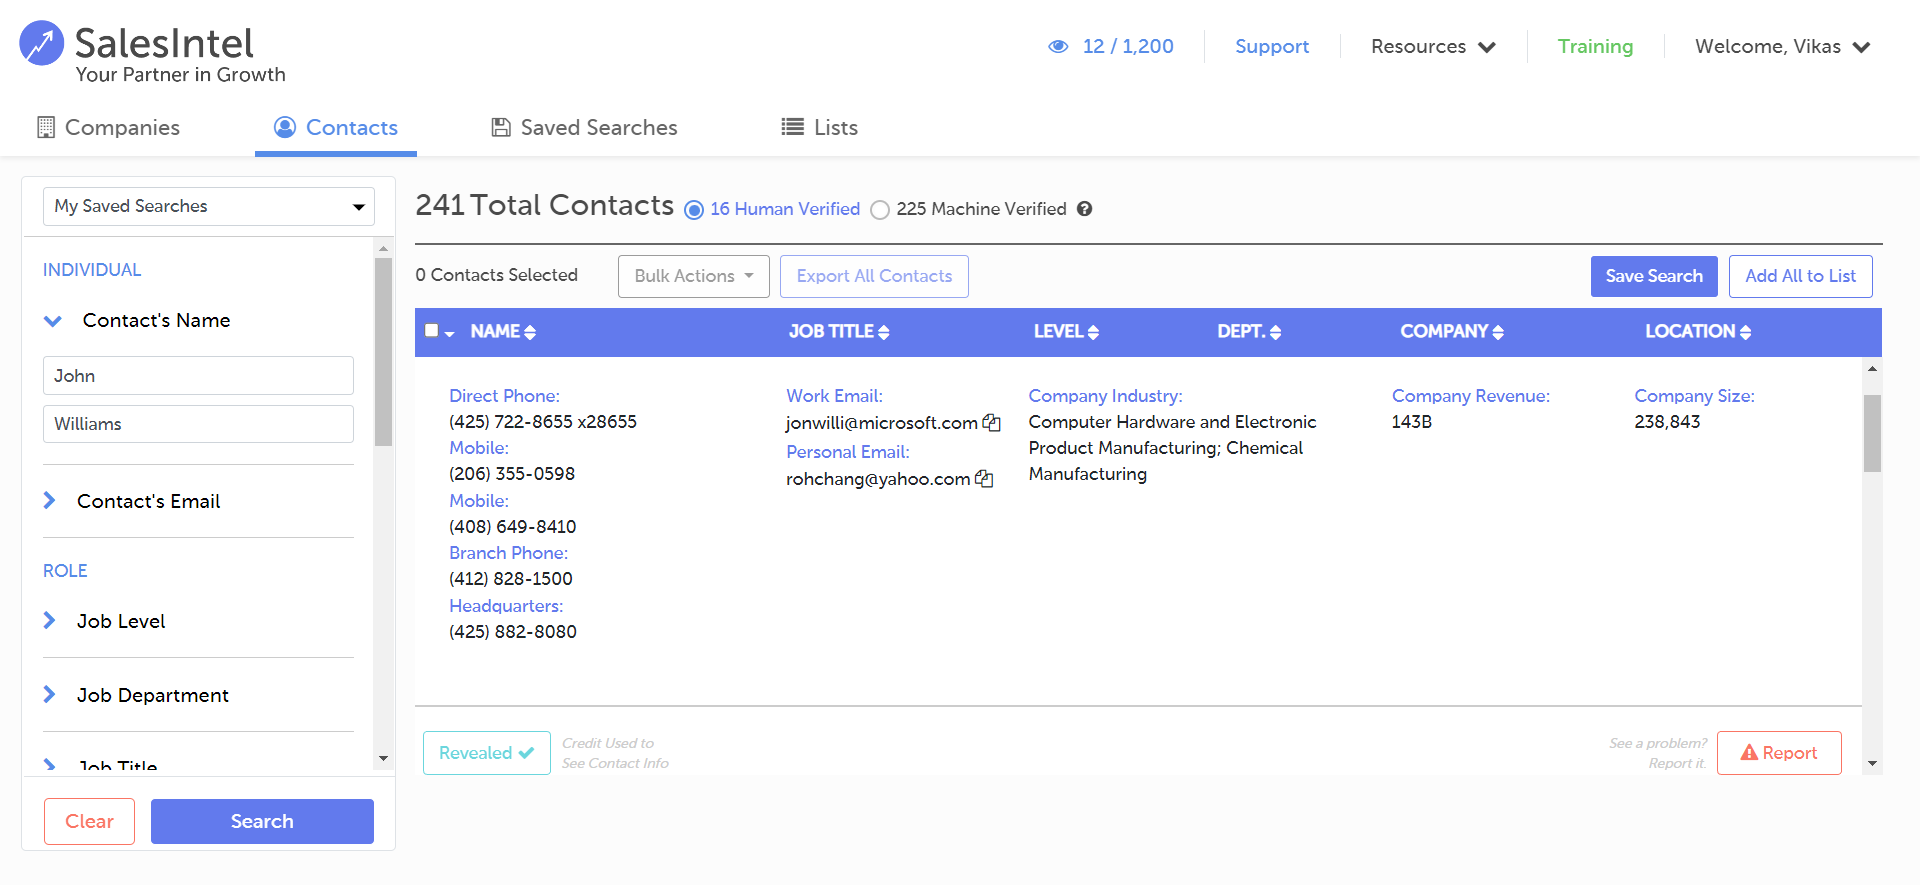 SalesIntel
Your Partner in Growth
12 / 1,200
Support
Resources
Training
Welcome, Vikas
Companies
Contacts
Saved Searches
Lists
My Saved Searches
INDIVIDUAL
Contact's Name
John
Williams
Contact's Email
ROLE
Job Level
Job Department
Job Title
Clear
Search
241 Total Contacts
16 Human Verified
225 Machine Verified
0 Contacts Selected
Bulk Actions
Export All Contacts
Save Search
Add All to List
NAME
JOB TITLE
LEVEL
DEPT.
COMPANY
LOCATION
Direct Phone:
(425) 722-8655 x28655
Mobile:
(206) 355-0598
Mobile:
(408) 649-8410
Branch Phone:
(412) 828-1500
Headquarters:
(425) 882-8080
Work Email:
jonwilli@microsoft.com
Personal Email:
rohchang@yahoo.com
Company Industry:
Computer Hardware and Electronic
Product Manufacturing; Chemical
Manufacturing
Company Revenue:
143B
Company Size:
238,843
Revealed
Credit Used to
See Contact Info
See a problem?
Report it.
Report